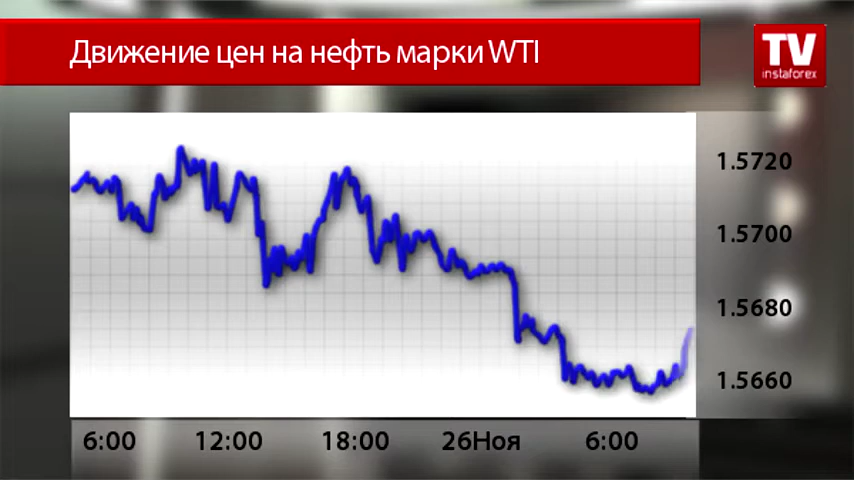 Движение цен на нефть марки WTI
TV
instaforex
1.5720
1.5700
1.5680
1.5660
6:00 12:00 18:00 26Ноя 6:00